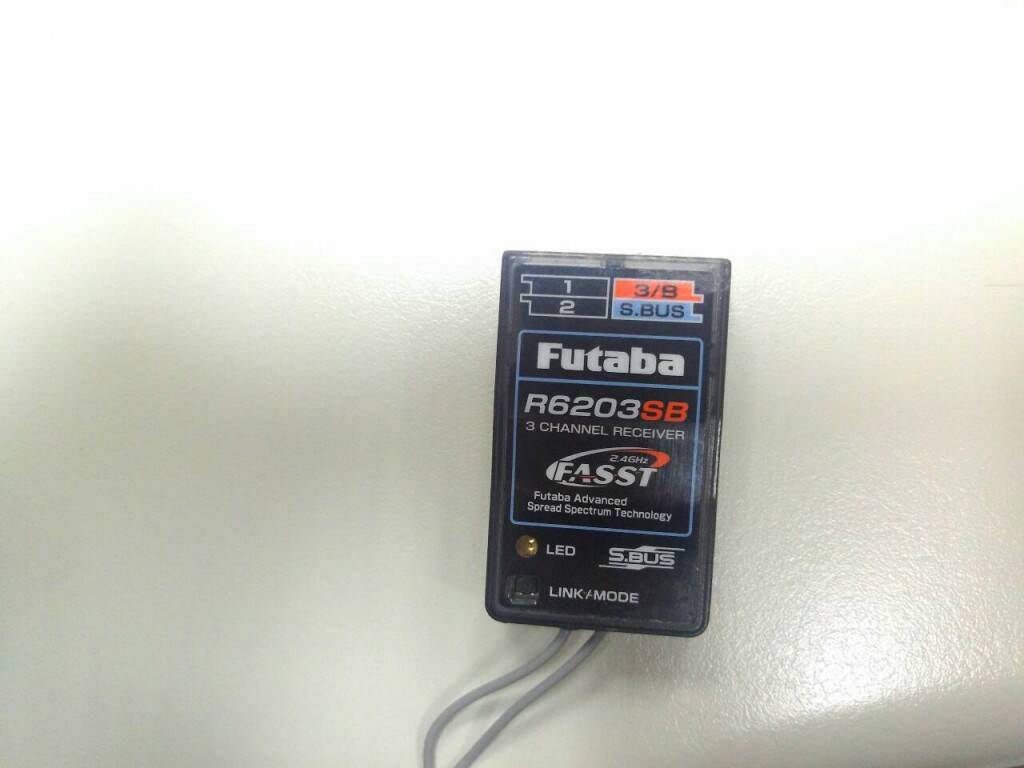 1 3/B
2 S.BUS
Futaba
R6203SB
3 CHANNEL RECEIVER
2.4GHz
FASST
Futaba Advanced
Spread Spectrum Technology
LED S.BUS
LINK/MODE